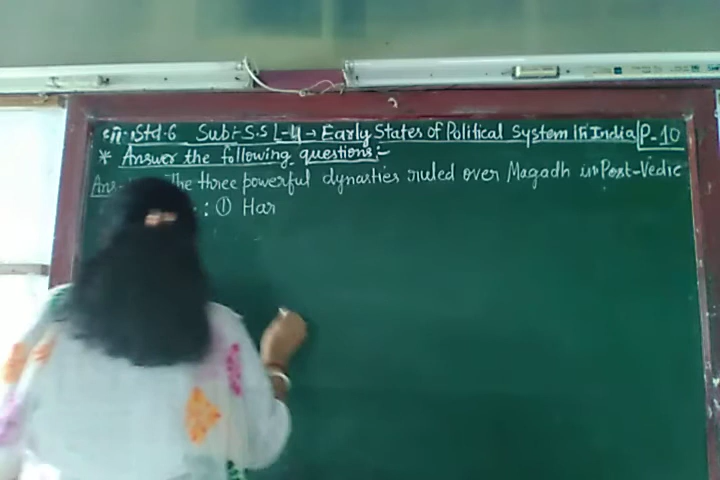 Std.6 Sub:-S.S L-4 → Early States of Political System in India P-10
* Answer the following questions:-
Ans- The three powerful dynasties ruled over Magadh in Post-Vedic
: ① Har